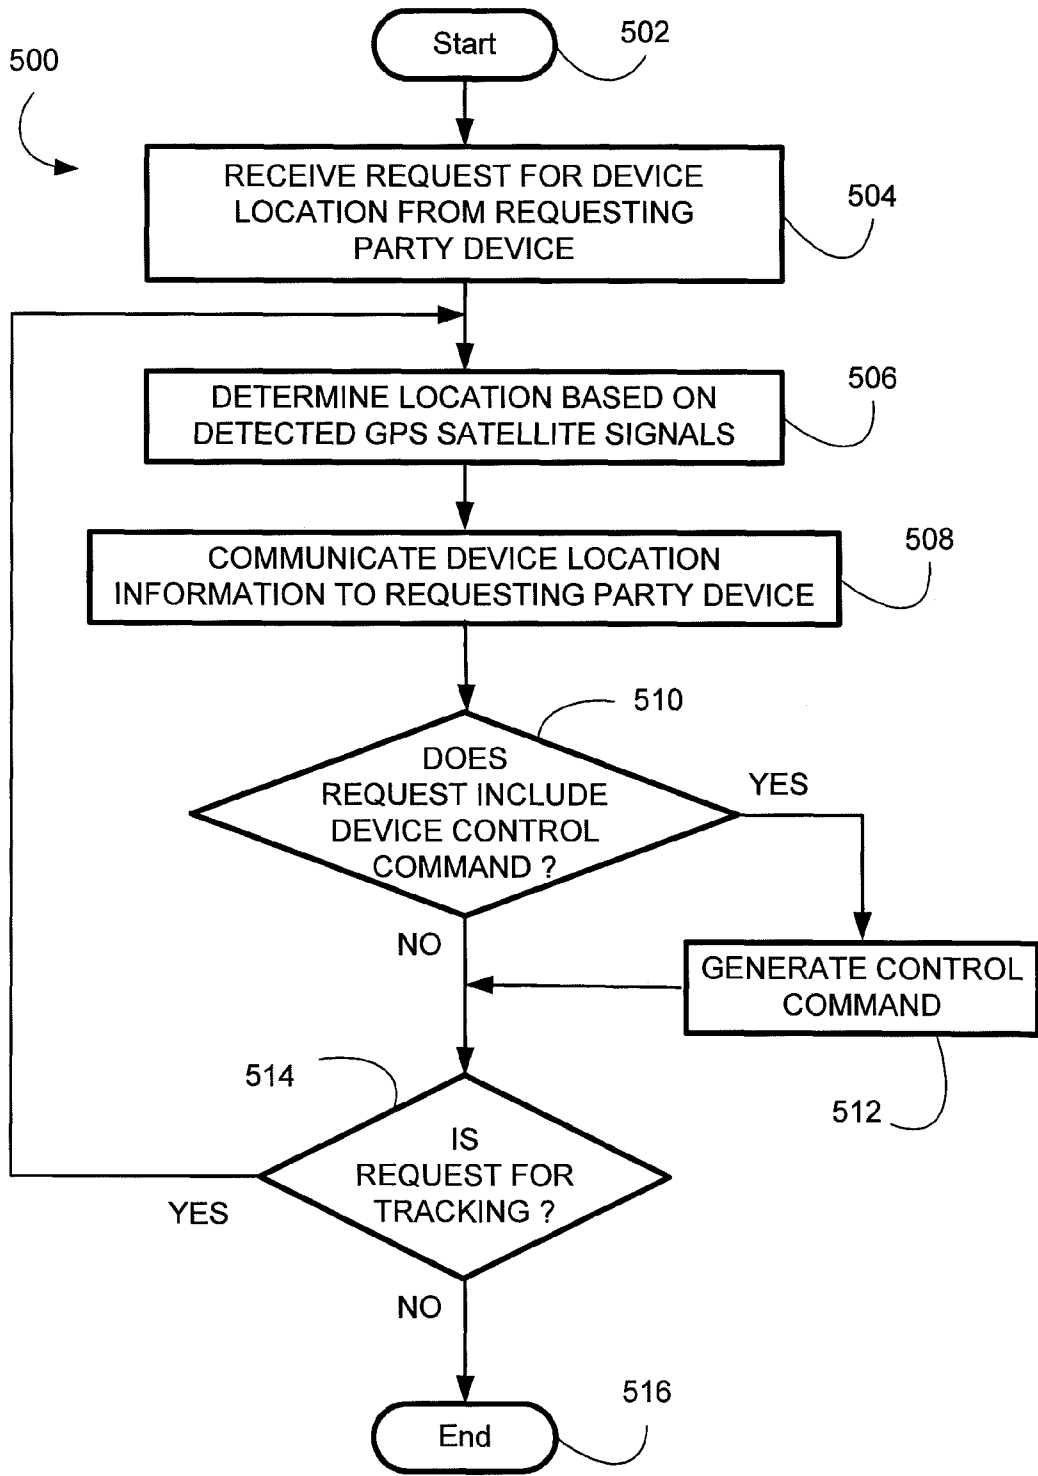 Start
502
500
RECEIVE REQUEST FOR DEVICE
LOCATION FROM REQUESTING
PARTY DEVICE
504
DETERMINE LOCATION BASED ON
DETECTED GPS SATELLITE SIGNALS
506
COMMUNICATE DEVICE LOCATION
INFORMATION TO REQUESTING PARTY DEVICE
508
510
DOES
REQUEST INCLUDE
DEVICE CONTROL
COMMAND ?
YES
NO
GENERATE CONTROL
COMMAND
512
514
IS
REQUEST FOR
TRACKING ?
YES
NO
End
516